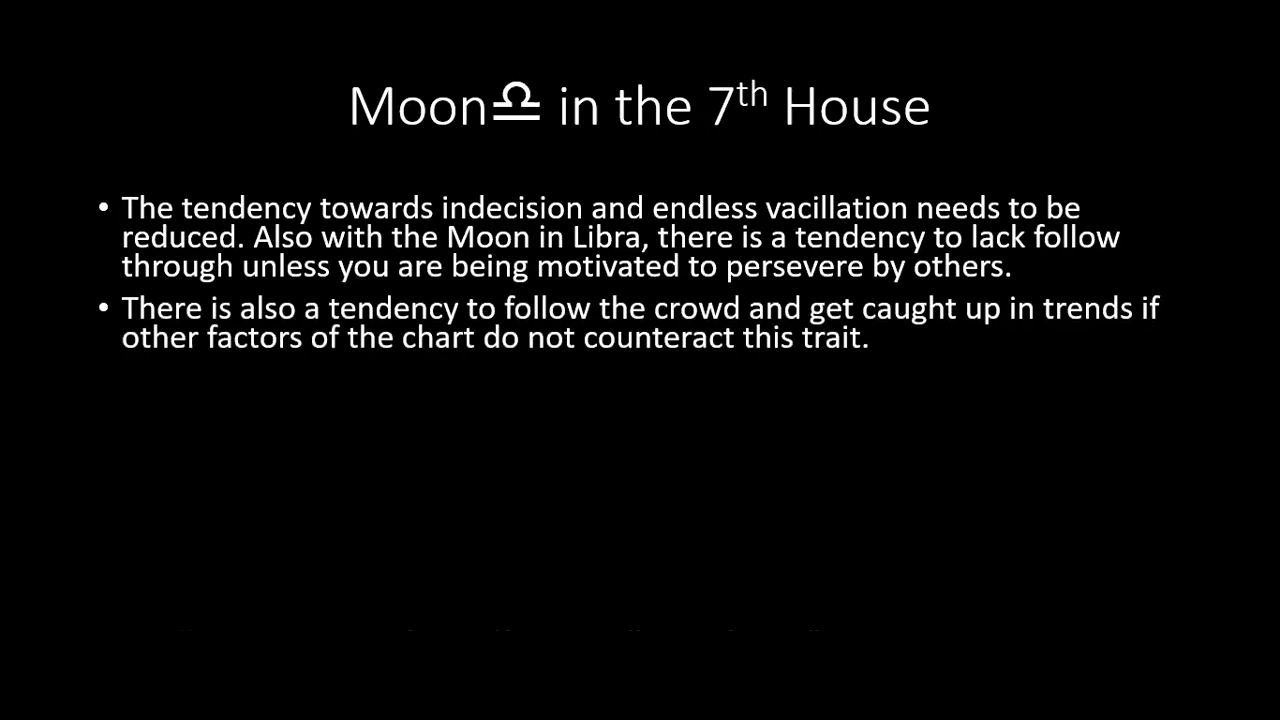 Moon♎ in the 7th House
• The tendency towards indecision and endless vacillation needs to be
reduced. Also with the Moon in Libra, there is a tendency to lack follow
through unless you are being motivated to persevere by others.
• There is also a tendency to follow the crowd and get caught up in trends if
other factors of the chart do not counteract this trait.